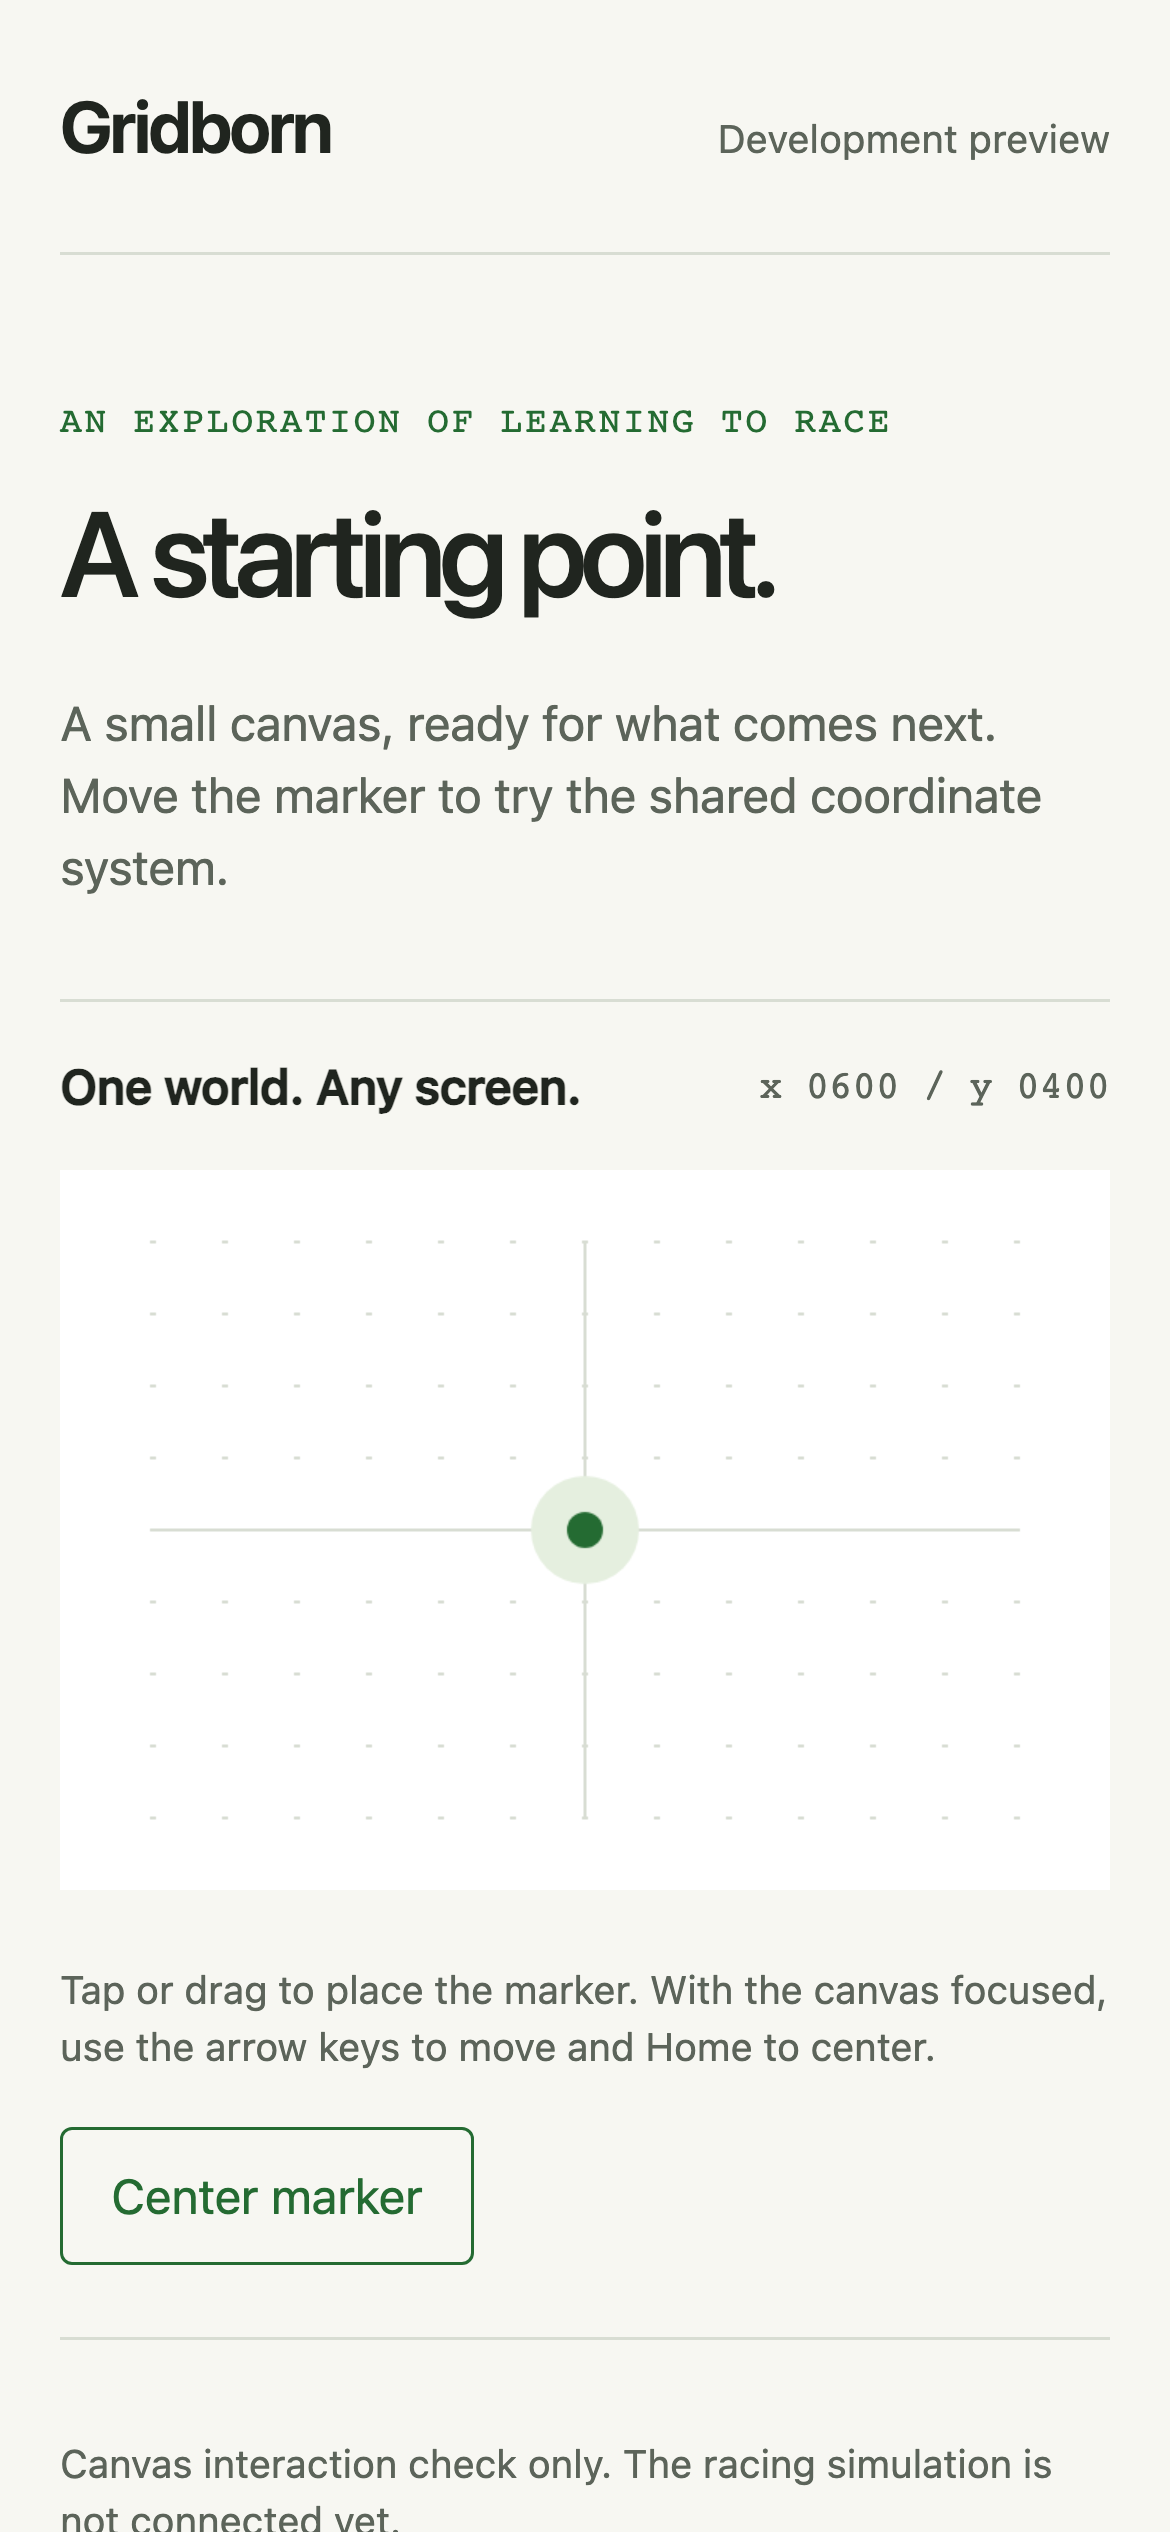 Gridborn
Development preview
AN EXPLORATION OF LEARNING TO RACE
A starting point.
A small canvas, ready for what comes next.
Move the marker to try the shared coordinate
system.
One world. Any screen.
x 0600 / y 0400
Tap or drag to place the marker. With the canvas focused,
use the arrow keys to move and Home to center.
Center marker
Canvas interaction check only. The racing simulation is
not connected yet.